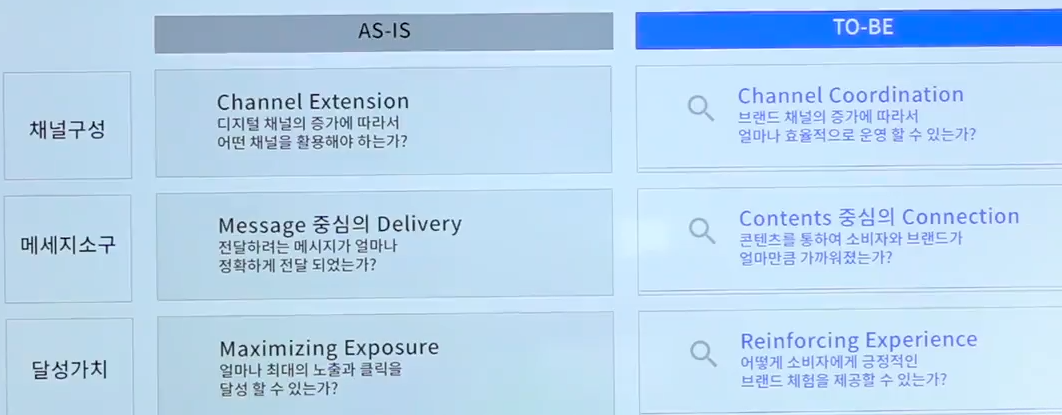 AS-IS
TO-BE
채널구성
Channel Extension
디지털 채널의 증가에 따라서
어떤 채널을 활용해야 하는가?
Channel Coordination
브랜드 채널의 증가에 따라서
얼마나 효율적으로 운영 할 수 있는가?
메세지소구
Message 중심의 Delivery
전달하려는 메시지가 얼마나
정확하게 전달 되었는가?
Contents 중심의 Connection
콘텐츠를 통하여 소비자와 브랜드가
얼마만큼 가까워졌는가?
달성가치
Maximizing Exposure
얼마나 최대의 노출과 클릭을
달성 할 수 있는가?
Reinforcing Experience
어떻게 소비자에게 긍정적인
브랜드 체험을 제공할 수 있는가?